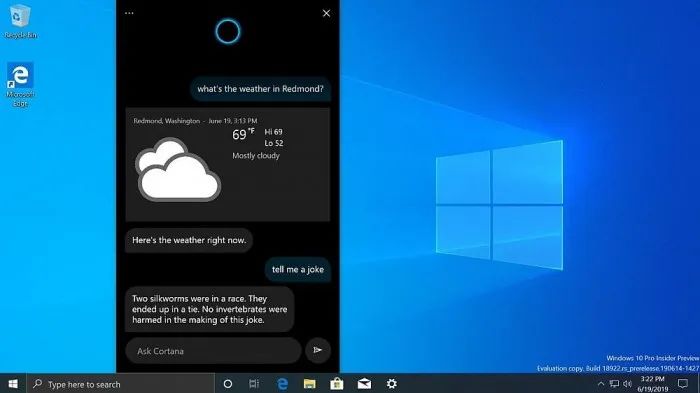 Recycle Bin
Microsoft
Edge
...
what's the weather in Redmond?
Redmond, Washington - June 19, 3:13 PM
69 °F
Hi 69
Lo 52
Mostly cloudy
Here's the weather right now.
tell me a joke
Two silkworms were in a race. They
ended up in a tie. No invertebrates were
harmed in the making of this joke.
Ask Cortana
Windows 10 Pro Insider Preview
Evaluation copy. Build 18922.rs_prerelease.190614-1427
Type here to search
3:22 PM
6/19/2019